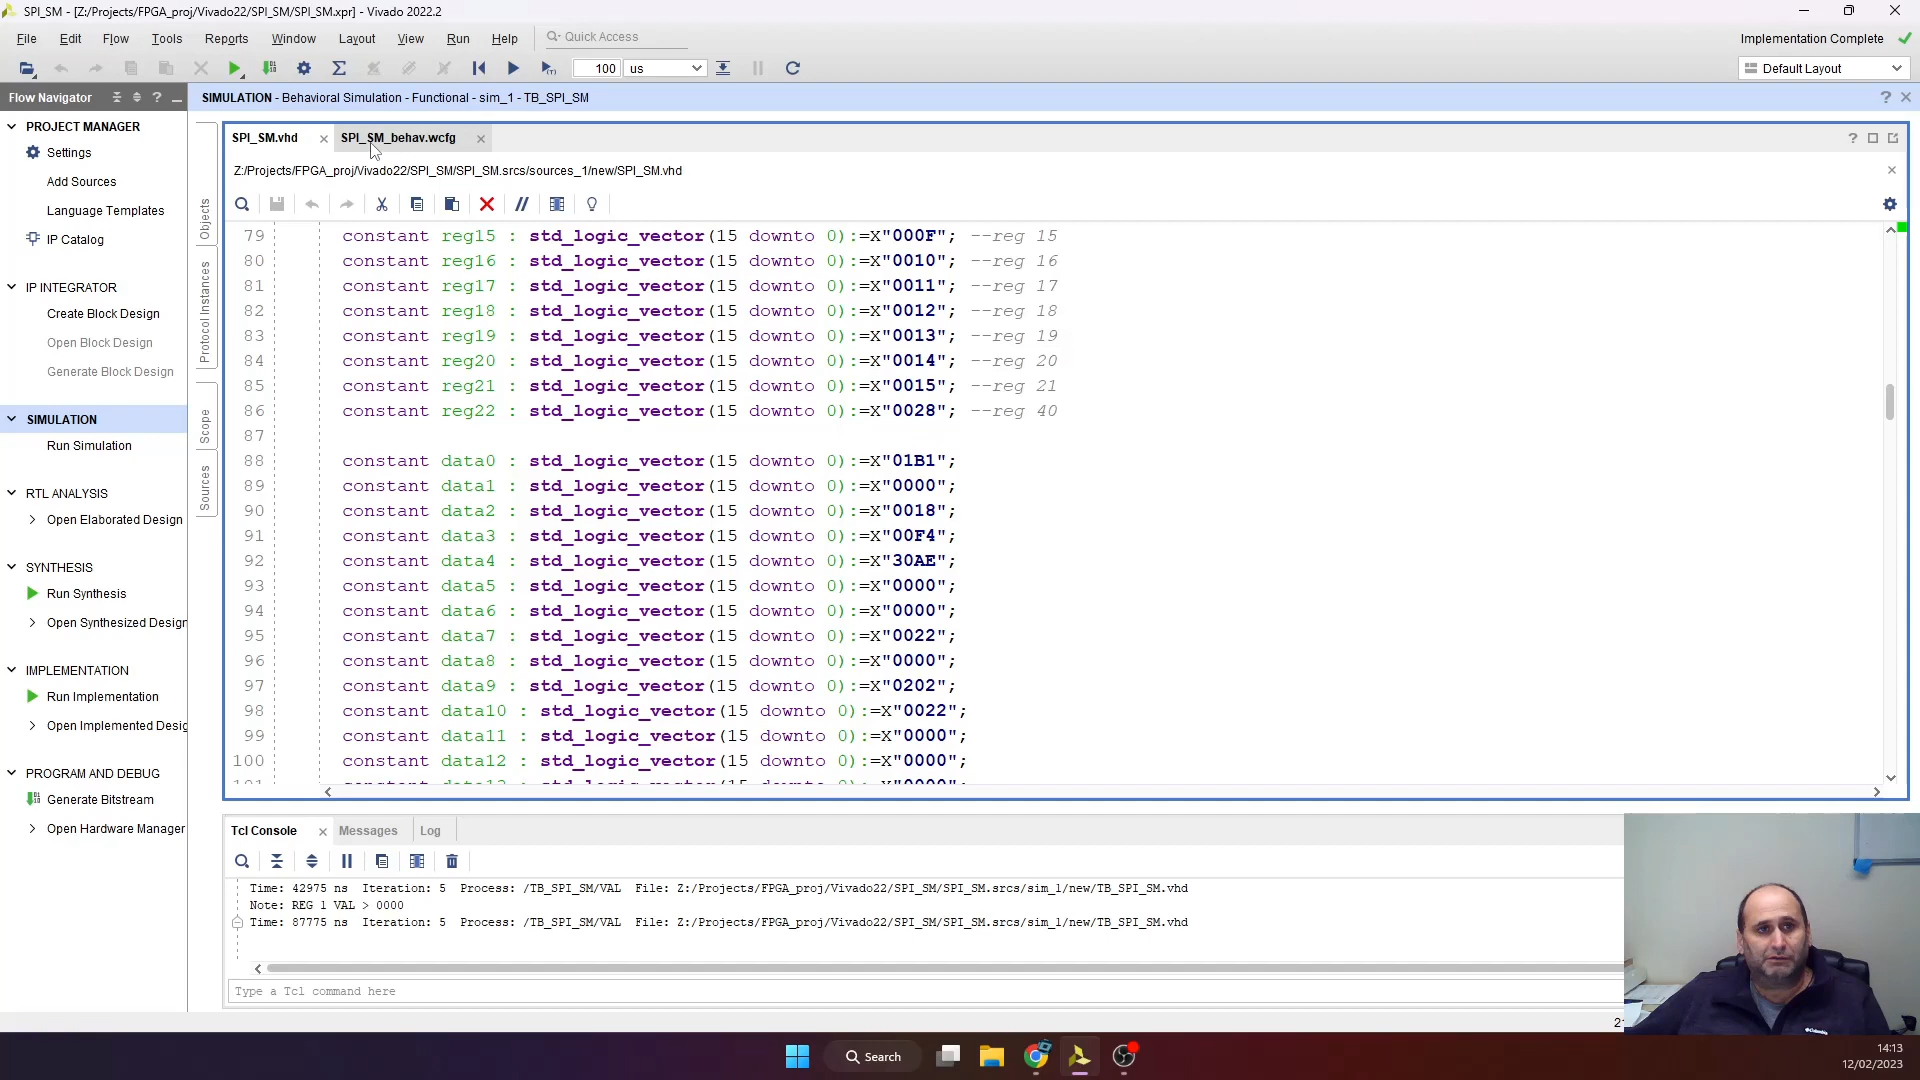 SPI_SM - [Z:/Projects/FPGA_proj/Vivado22/SPI_SM/SPI_SM.xpr] - Vivado 2022.2
File Edit Flow Tools Reports Window Layout View Run Help Quick Access
Implementation Complete
100 us
Default Layout
Flow Navigator
SIMULATION - Behavioral Simulation - Functional - sim_1 - TB_SPI_SM
PROJECT MANAGER
Settings
Add Sources
Language Templates
IP Catalog
IP INTEGRATOR
Create Block Design
Open Block Design
Generate Block Design
SIMULATION
Run Simulation
RTL ANALYSIS
Open Elaborated Design
SYNTHESIS
Run Synthesis
Open Synthesized Design
IMPLEMENTATION
Run Implementation
Open Implemented Desig
PROGRAM AND DEBUG
Generate Bitstream
Open Hardware Manager
Objects
Protocol Instances
Scope
Sources
SPI_SM.vhd
SPI_SM_behav.wcfg
Z:/Projects/FPGA_proj/Vivado22/SPI_SM/SPI_SM.srcs/sources_1/new/SPI_SM.vhd
79 constant reg15 : std_logic_vector(15 downto 0):=X"000F"; --reg 15
80 constant reg16 : std_logic_vector(15 downto 0):=X"0010"; --reg 16
81 constant reg17 : std_logic_vector(15 downto 0):=X"0011"; --reg 17
82 constant reg18 : std_logic_vector(15 downto 0):=X"0012"; --reg 18
83 constant reg19 : std_logic_vector(15 downto 0):=X"0013"; --reg 19
84 constant reg20 : std_logic_vector(15 downto 0):=X"0014"; --reg 20
85 constant reg21 : std_logic_vector(15 downto 0):=X"0015"; --reg 21
86 constant reg22 : std_logic_vector(15 downto 0):=X"0028"; --reg 40
87
88 constant data0 : std_logic_vector(15 downto 0):=X"01B1";
89 constant data1 : std_logic_vector(15 downto 0):=X"0000";
90 constant data2 : std_logic_vector(15 downto 0):=X"0018";
91 constant data3 : std_logic_vector(15 downto 0):=X"00F4";
92 constant data4 : std_logic_vector(15 downto 0):=X"30AE";
93 constant data5 : std_logic_vector(15 downto 0):=X"0000";
94 constant data6 : std_logic_vector(15 downto 0):=X"0000";
95 constant data7 : std_logic_vector(15 downto 0):=X"0022";
96 constant data8 : std_logic_vector(15 downto 0):=X"0000";
97 constant data9 : std_logic_vector(15 downto 0):=X"0202";
98 constant data10 : std_logic_vector(15 downto 0):=X"0022";
99 constant data11 : std_logic_vector(15 downto 0):=X"0000";
100 constant data12 : std_logic_vector(15 downto 0):=X"0000";
Tcl Console Messages Log
Time: 42975 ns Iteration: 5 Process: /TB_SPI_SM/VAL File: Z:/Projects/FPGA_proj/Vivado22/SPI_SM/SPI_SM.srcs/sim_1/new/TB_SPI_SM.vhd
Note: REG 1 VAL > 0000
Time: 87775 ns Iteration: 5 Process: /TB_SPI_SM/VAL File: Z:/Projects/FPGA_proj/Vivado22/SPI_SM/SPI_SM.srcs/sim_1/new/TB_SPI_SM.vhd
Type a Tcl command here
Search
14:13
12/02/2023